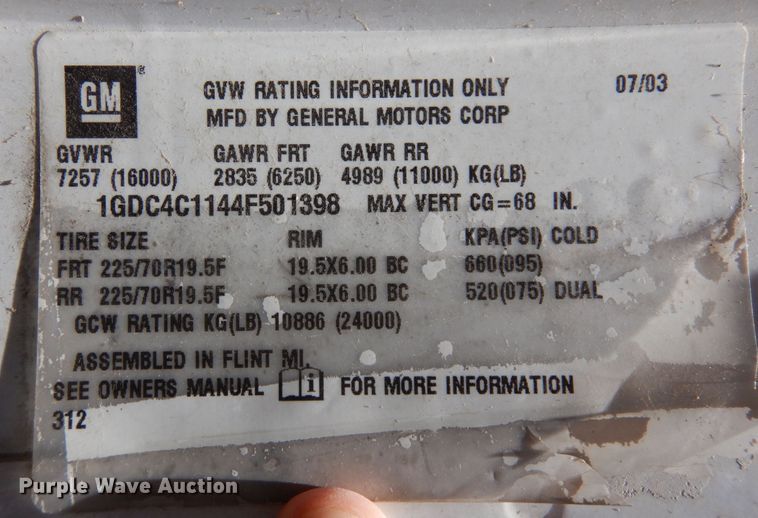 GM ® GVW RATING INFORMATION ONLY 07/03
MFD BY GENERAL MOTORS CORP
GVWR GAWR FRT GAWR RR
7257 (16000) 2835 (6250) 4989 (11000) KG(LB)
1GDC4C1144F501398 MAX VERT CG=68 IN.
TIRE SIZE RIM KPA(PSI) COLD
FRT 225/70R19.5F 19.5X6.00 BC 660(095)
RR 225/70R19.5F 19.5X6.00 BC 520(075) DUAL
GCW RATING KG(LB) 10886 (24000)
ASSEMBLED IN FLINT MI.
SEE OWNERS MANUAL i FOR MORE INFORMATION
312
Purple Wave Auction